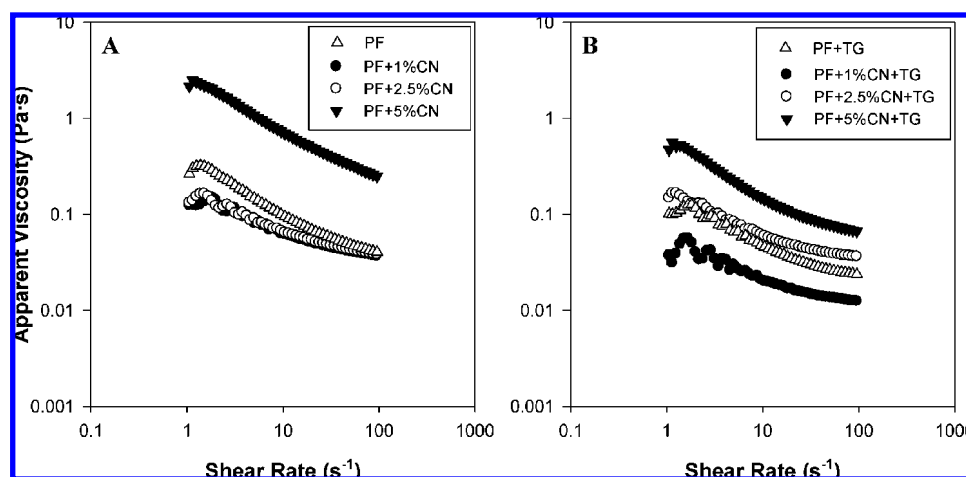 A
PF
PF+1%CN
PF+2.5%CN
PF+5%CN
Apparent Viscosity (Pa·s)
10
1
0.1
0.01
0.001
0.1 1 10 100 1000
Shear Rate (s-1)
B
PF+TG
PF+1%CN+TG
PF+2.5%CN+TG
PF+5%CN+TG
10
1
0.1
0.01
0.001
0.1 1 10 100
Shear Rate (s-1)